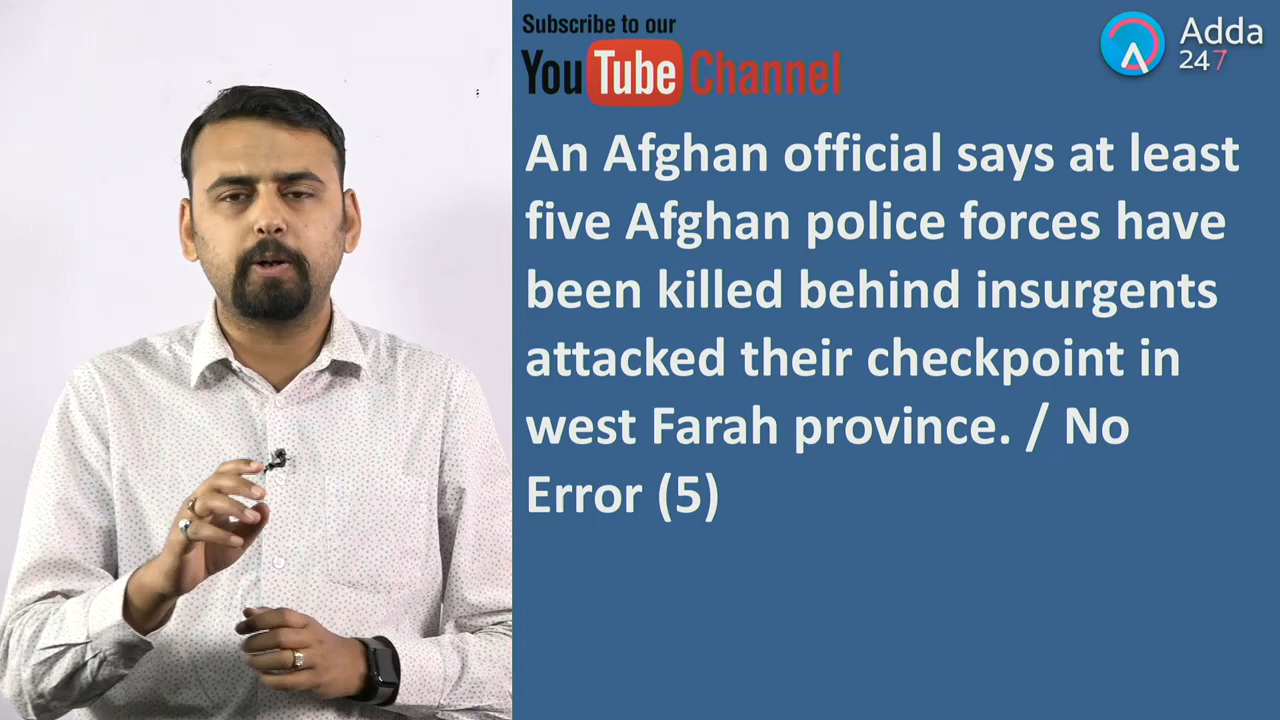 Subscribe to our
YouTube Channel
Adda
247
An Afghan official says at least
five Afghan police forces have
been killed behind insurgents
attacked their checkpoint in
west Farah province. / No
Error (5)